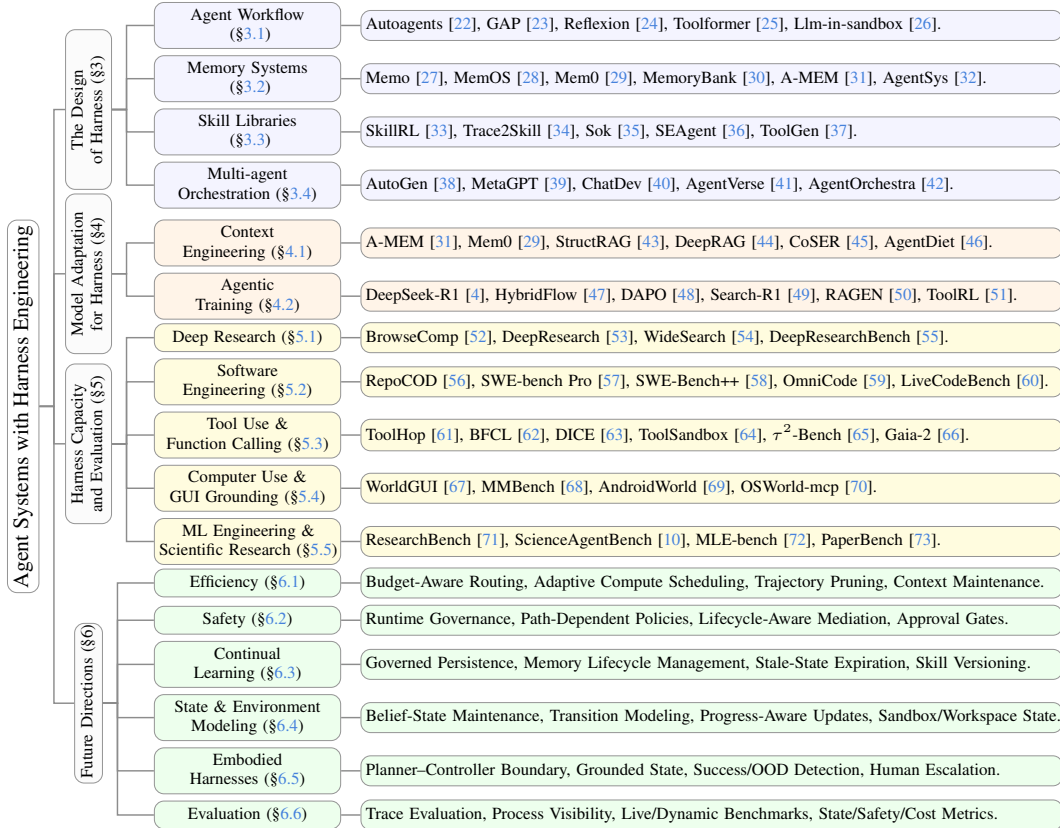 Agent Systems with Harness Engineering
The Design
of Harness (§3)
Agent Workflow
(§3.1)
Autoagents [22], GAP [23], Reflexion [24], Toolformer [25], Llm-in-sandbox [26].
Memory Systems
(§3.2)
Memo [27], MemOS [28], Mem0 [29], MemoryBank [30], A-MEM [31], AgentSys [32].
Skill Libraries
(§3.3)
SkillRL [33], Trace2Skill [34], Sok [35], SEAgent [36], ToolGen [37].
Multi-agent
Orchestration (§3.4)
AutoGen [38], MetaGPT [39], ChatDev [40], AgentVerse [41], AgentOrchestra [42].
Model Adaptation
for Harness (§4)
Context
Engineering (§4.1)
A-MEM [31], Mem0 [29], StructRAG [43], DeepRAG [44], CoSER [45], AgentDiet [46].
Agentic
Training (§4.2)
DeepSeek-R1 [4], HybridFlow [47], DAPO [48], Search-R1 [49], RAGEN [50], ToolRL [51].
Harness Capacity
and Evaluation (§5)
Deep Research (§5.1)
BrowseComp [52], DeepResearch [53], WideSearch [54], DeepResearchBench [55].
Software
Engineering (§5.2)
RepoCOD [56], SWE-bench Pro [57], SWE-Bench++ [58], OmniCode [59], LiveCodeBench [60].
Tool Use &
Function Calling (§5.3)
ToolHop [61], BFCL [62], DICE [63], ToolSandbox [64], τ²-Bench [65], Gaia-2 [66].
Computer Use &
GUI Grounding (§5.4)
WorldGUI [67], MMBench [68], AndroidWorld [69], OSWorld-mcp [70].
ML Engineering &
Scientific Research (§5.5)
ResearchBench [71], ScienceAgentBench [10], MLE-bench [72], PaperBench [73].
Future Directions (§6)
Efficiency (§6.1)
Budget-Aware Routing, Adaptive Compute Scheduling, Trajectory Pruning, Context Maintenance.
Safety (§6.2)
Runtime Governance, Path-Dependent Policies, Lifecycle-Aware Mediation, Approval Gates.
Continual
Learning (§6.3)
Governed Persistence, Memory Lifecycle Management, Stale-State Expiration, Skill Versioning.
State & Environment
Modeling (§6.4)
Belief-State Maintenance, Transition Modeling, Progress-Aware Updates, Sandbox/Workspace State.
Embodied
Harnesses (§6.5)
Planner–Controller Boundary, Grounded State, Success/OOD Detection, Human Escalation.
Evaluation (§6.6)
Trace Evaluation, Process Visibility, Live/Dynamic Benchmarks, State/Safety/Cost Metrics.